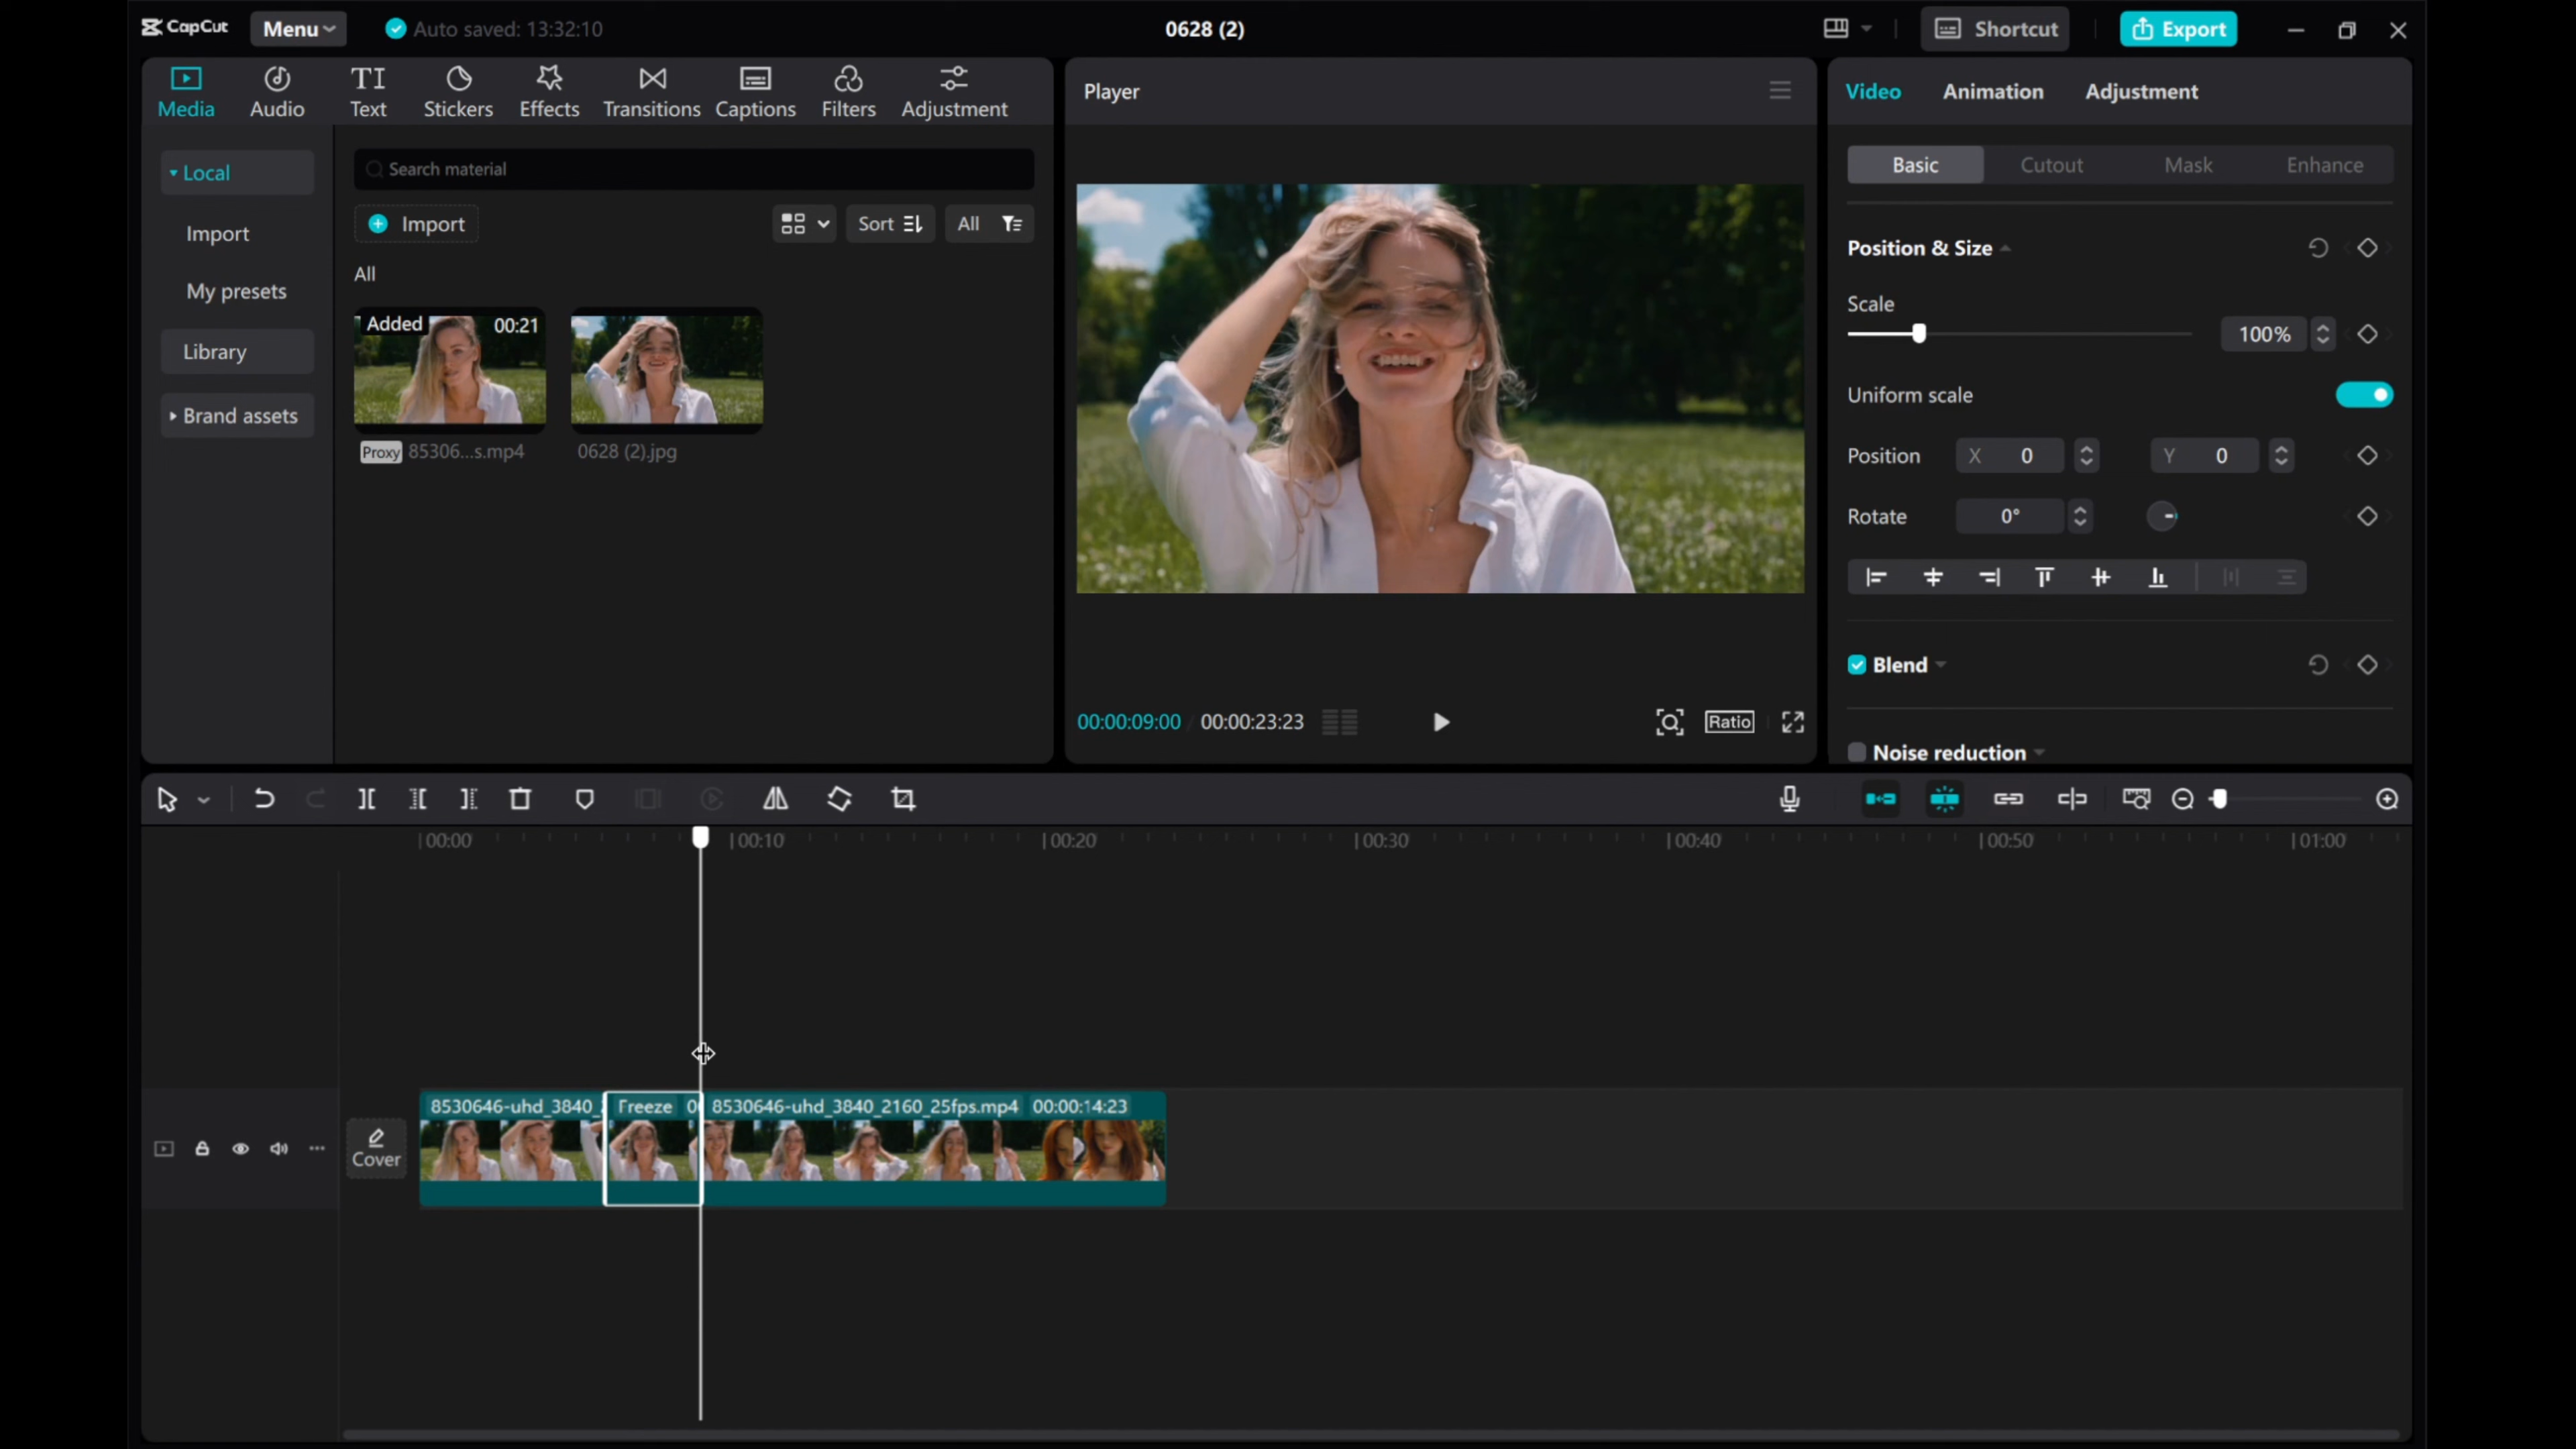 CapCut
Menu
Auto saved: 13:32:10
0628 (2)
Shortcut
Export
Media
Audio
TI
Text
Stickers
Effects
Transitions
Captions
Filters
Adjustment
Player
Video
Animation
Adjustment
Local
Import
My presets
Library
Brand assets
Search material
Import
Sort
All
All
Added
00:21
Proxy
85306...s.mp4
0628 (2).jpg
00:00:09:00
00:00:23:23
Ratio
Basic
Cutout
Mask
Enhance
Position & Size
Scale
100%
Uniform scale
Position
X
0
Y
0
Rotate
0°
Blend
Noise reduction
00:00
00:10
00:20
00:30
00:40
00:50
01:00
Cover
8530646-uhd_3840_
Freeze
8530646-uhd_3840_2160_25fps.mp4
00:00:14:23